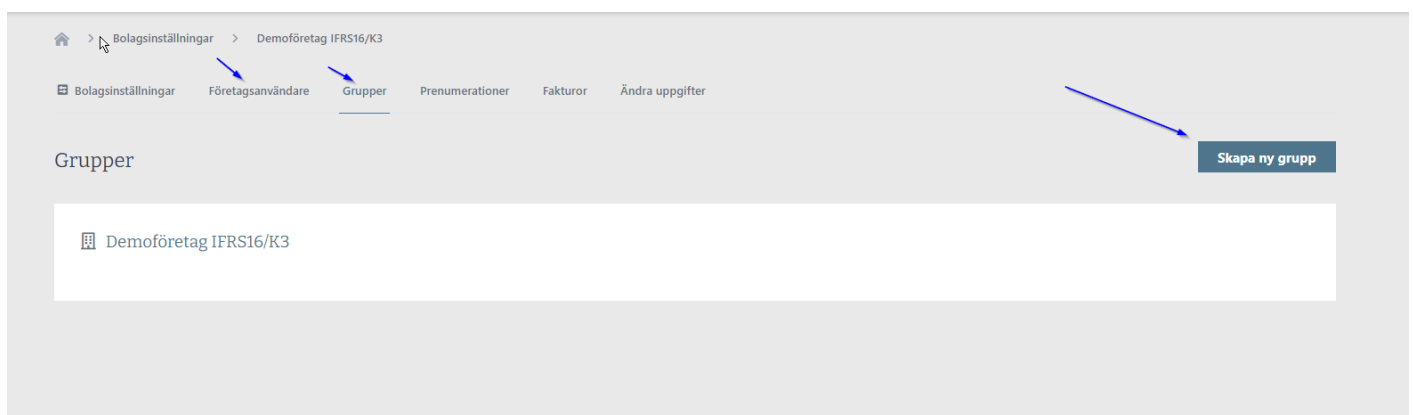 Bolagsinställningar > Demoföretag IFRS16/K3
Bolagsinställningar Företagsanvändare Grupper Prenumerationer Fakturor Ändra uppgifter
Grupper
Skapa ny grupp
Demoföretag IFRS16/K3